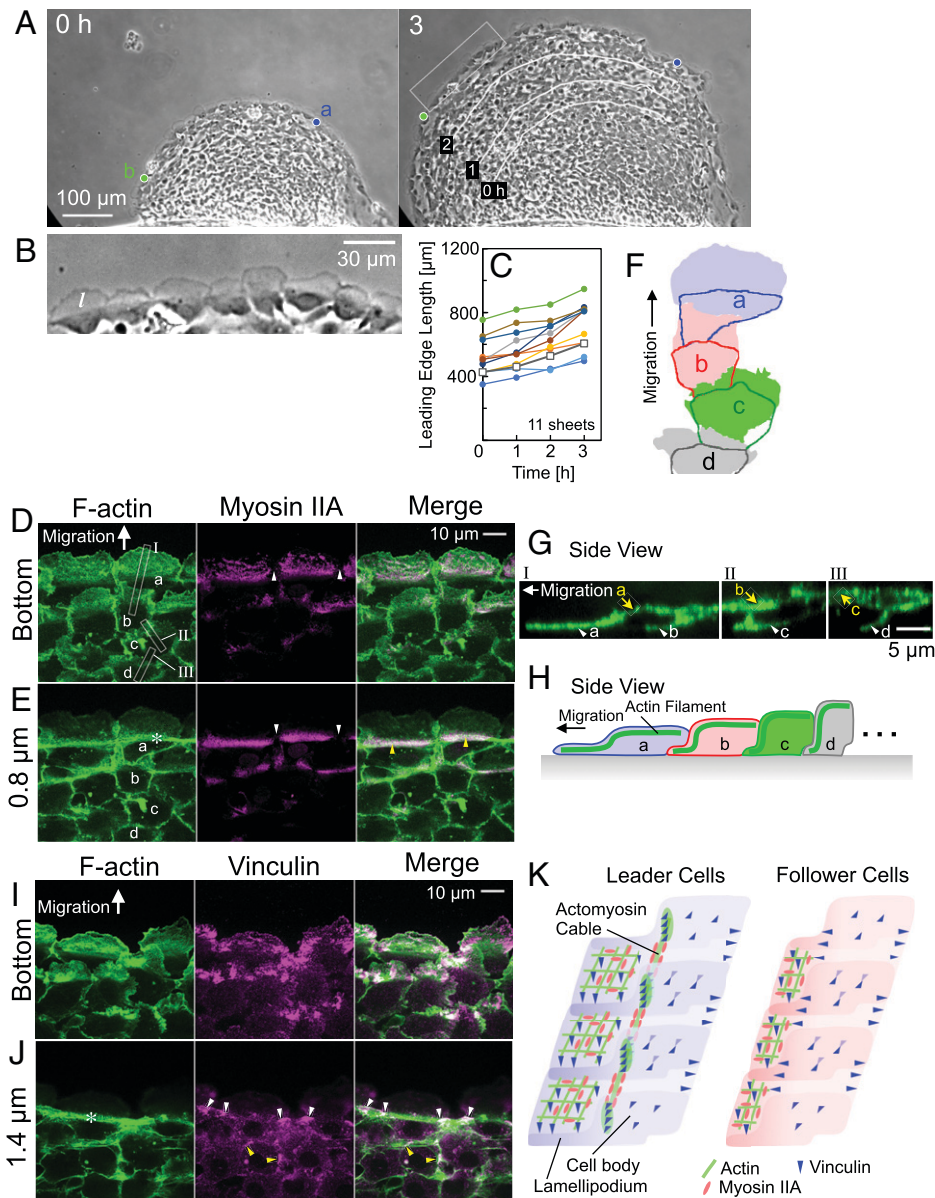 A
0 h
a
b
100 µm
3
2
1
0 h
B
30 µm
l
C
1200
800
400
0
Leading Edge Length [µm]
11 sheets
0 1 2 3
Time [h]
F
Migration
a
b
c
d
F-actin Myosin IIA Merge
D
Bottom
Migration
I
a
b
II
c
d
III
10 µm
E
0.8 µm
*
a
b
c
d
G Side View
I II III
Migration
a b c
a b c d
5 µm
H
Side View
Actin Filament
Migration
a b c d ...
F-actin Vinculin Merge
I
Bottom
Migration
10 µm
J
1.4 µm
*
K
Leader Cells Follower Cells
Actomyosin
Cable
Cell body
Lamellipodium
Actin Vinculin
Myosin IIA